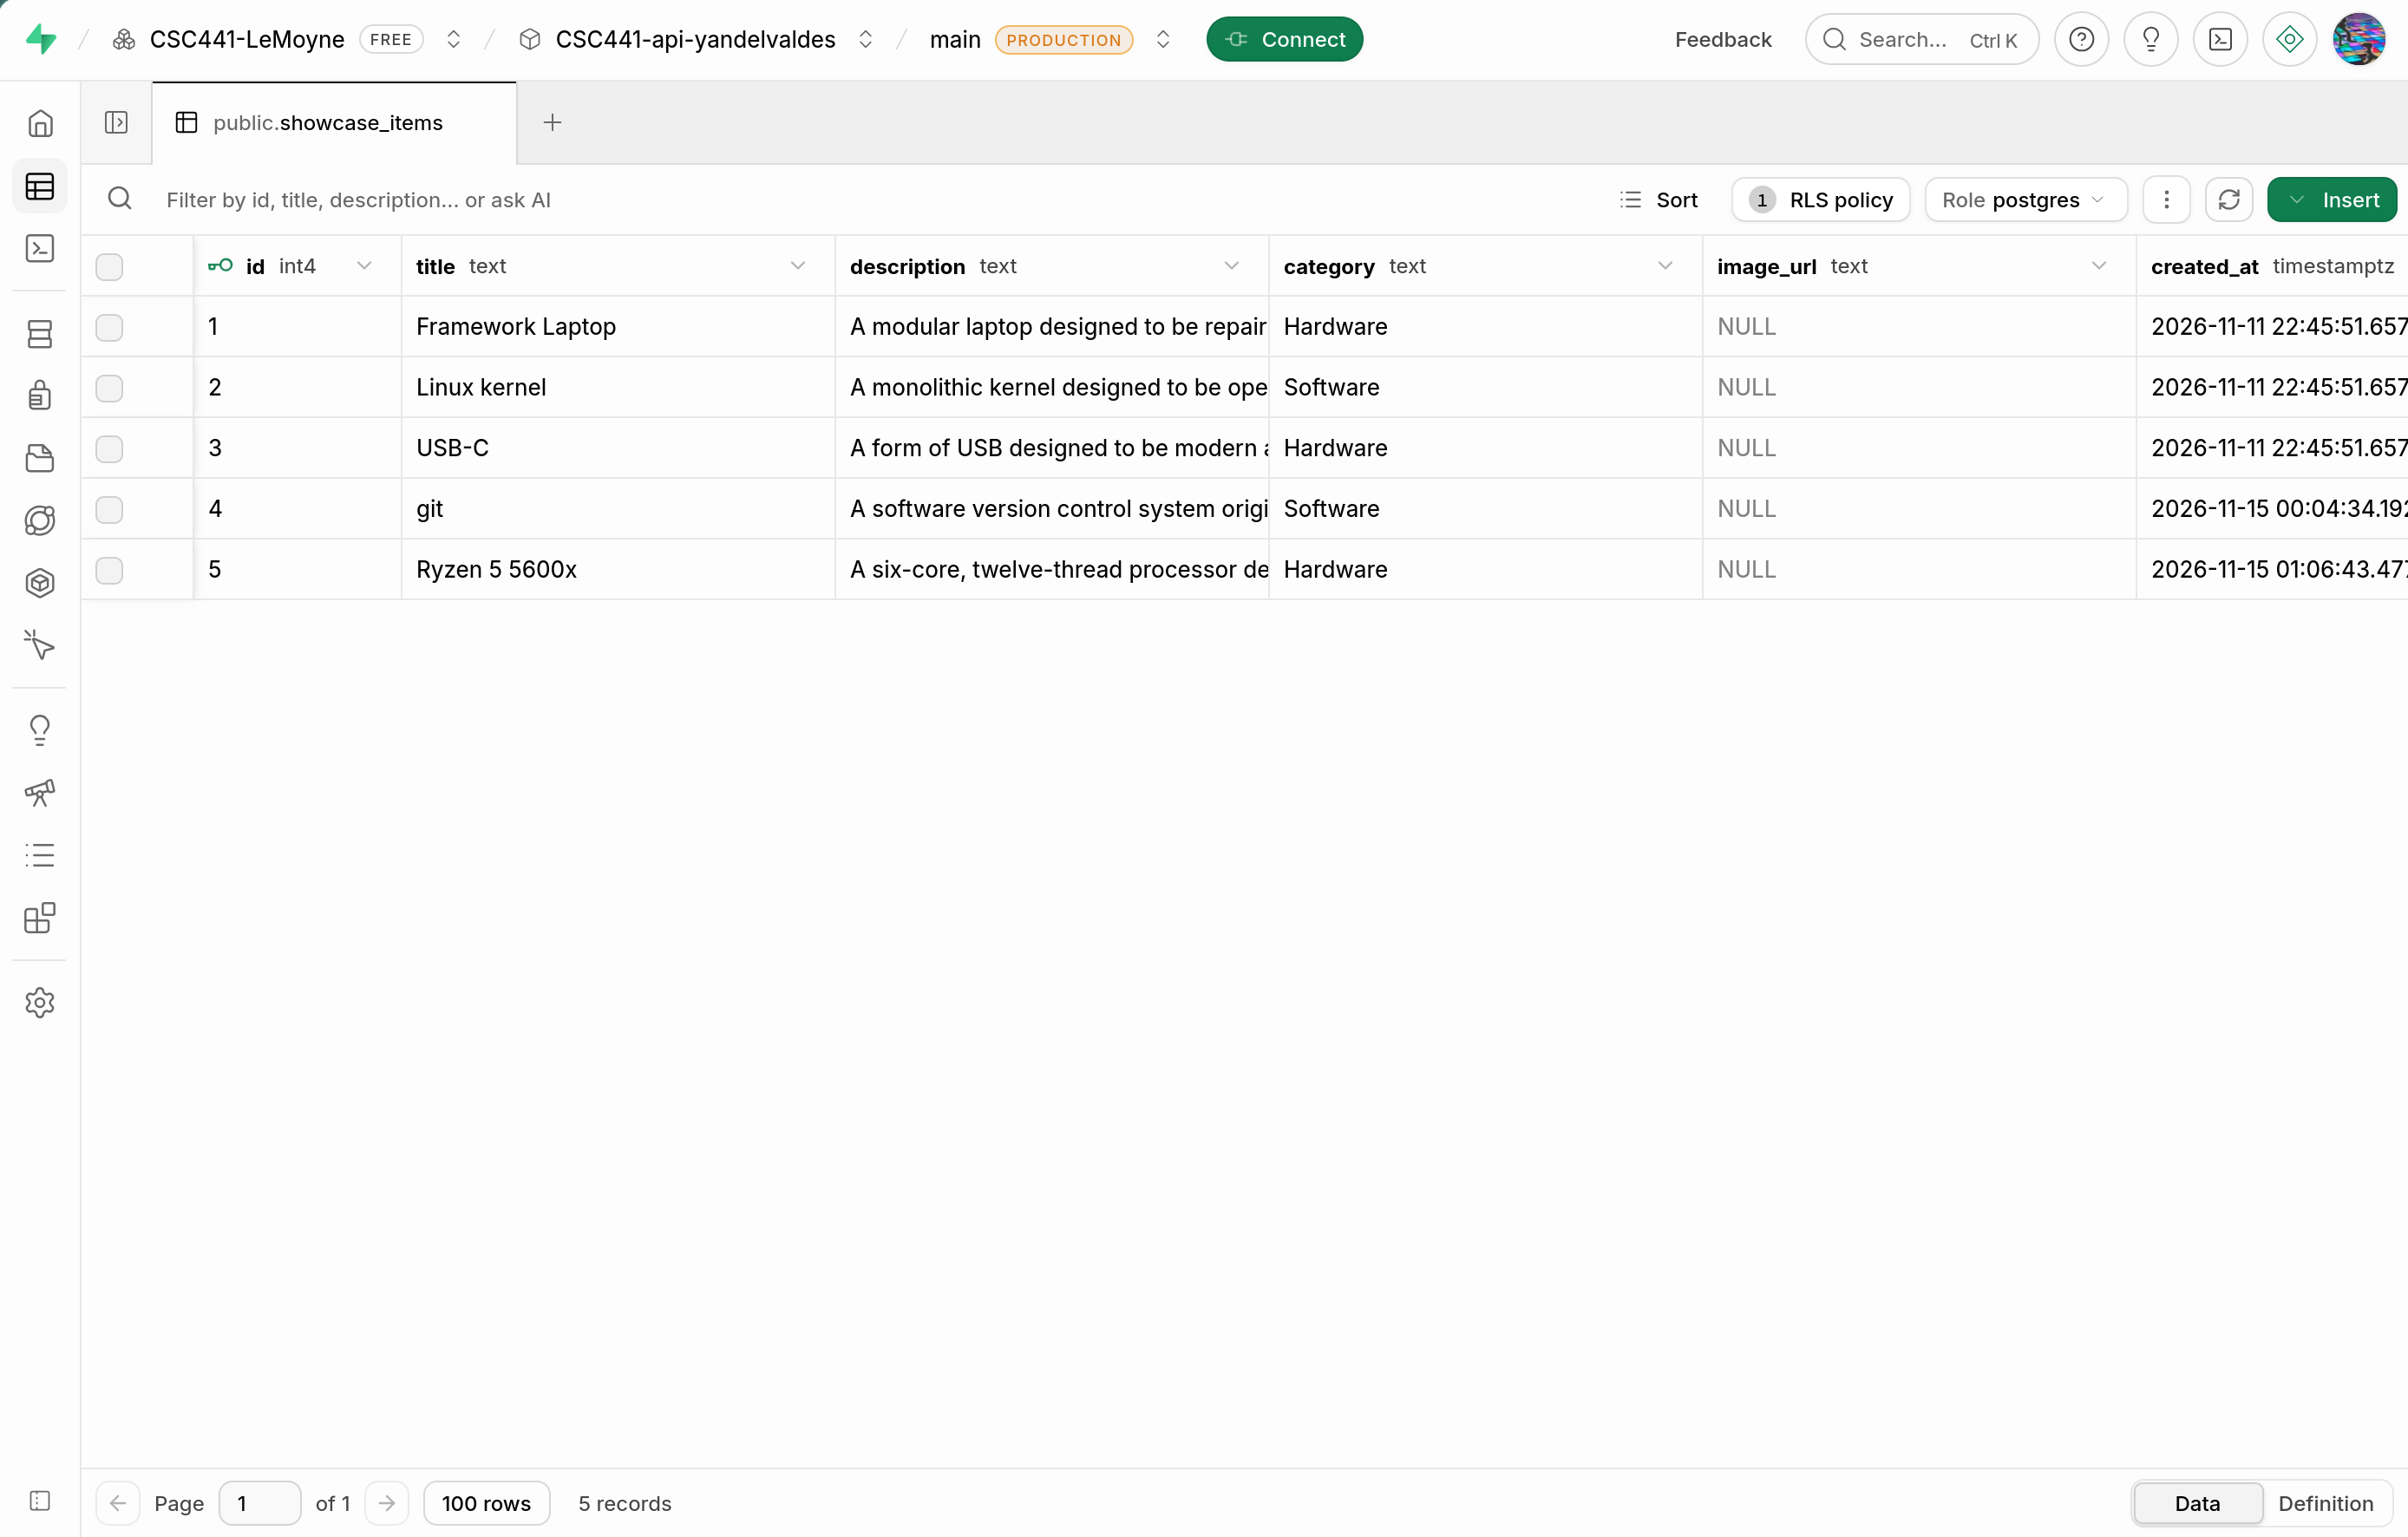 CSC441-LeMoyne FREE CSC441-api-yandelvaldes main PRODUCTION Connect Feedback Search... Ctrl K
public.showcase_items
Filter by id, title, description... or ask AI Sort 1 RLS policy Role postgres Insert
id int4 title text description text category text image_url text created_at timestamptz
1 Framework Laptop A modular laptop designed to be repair Hardware NULL 2026-11-11 22:45:51.657
2 Linux kernel A monolithic kernel designed to be ope Software NULL 2026-11-11 22:45:51.657
3 USB-C A form of USB designed to be modern a Hardware NULL 2026-11-11 22:45:51.657
4 git A software version control system origi Software NULL 2026-11-15 00:04:34.192
5 Ryzen 5 5600x A six-core, twelve-thread processor de Hardware NULL 2026-11-15 01:06:43.477
Page 1 of 1 100 rows 5 records Data Definition